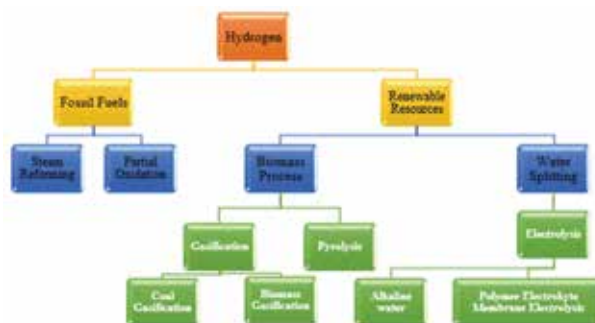 Hydrogen
Fossil Fuels
Renewable
Resources
Steam
Reforming
Partial
Oxidation
Biomass
Process
Water
Splitting
Gasification
Pyrolysis
Electrolysis
Coal
Gasification
Biomass
Gasification
Alkaline
water
Polymer Electrolyte
Membrane Electrolysis